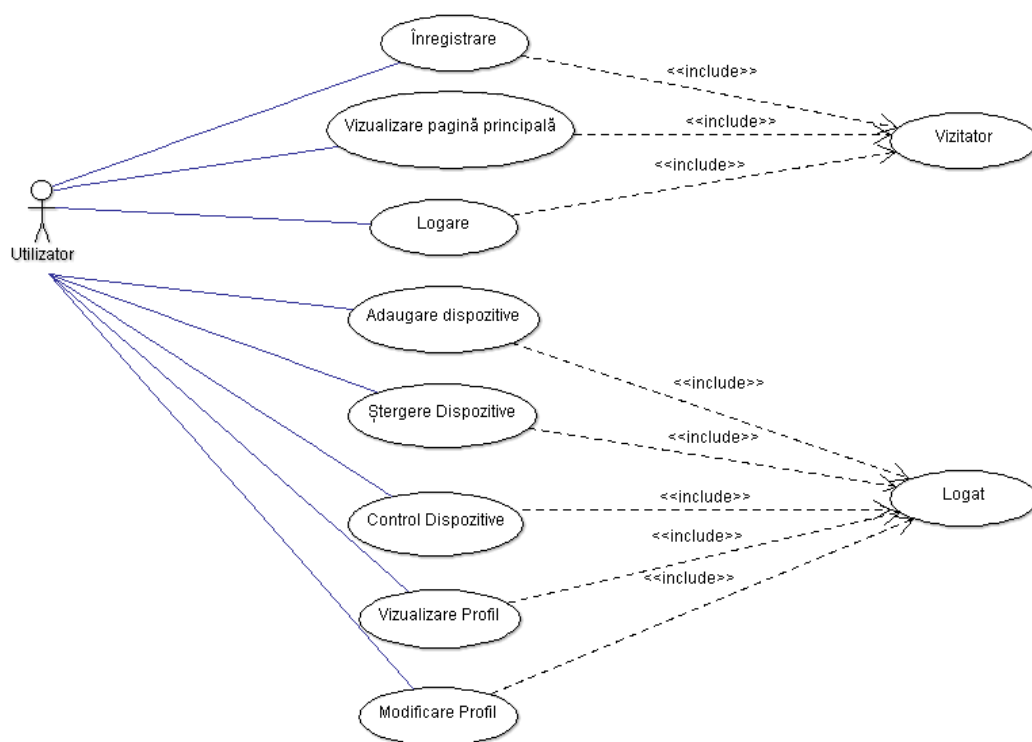 Înregistrare
<<include>>
Vizualizare pagină principală
<<include>>
Vizitator
<<include>>
Logare
Utilizator
Adaugare dispozitive
<<include>>
Ștergere Dispozitive
<<include>>
Logat
Control Dispozitive
<<include>>
<<include>>
<<include>>
Vizualizare Profil
Modificare Profil